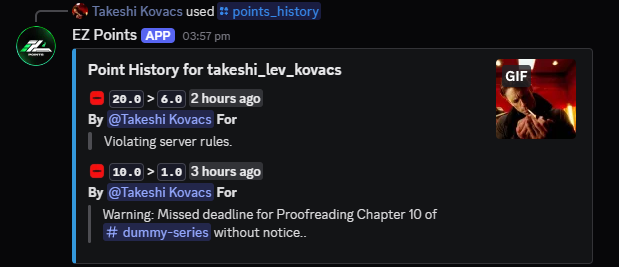 Takeshi Kovacs used points_history
EZ Points APP 03:57 pm
POINTS
Point History for takeshi_lev_kovacs
GIF
20.0 > 6.0 2 hours ago
By @Takeshi Kovacs For
Violating server rules.
10.0 > 1.0 3 hours ago
By @Takeshi Kovacs For
Warning: Missed deadline for Proofreading Chapter 10 of
# dummy-series without notice..